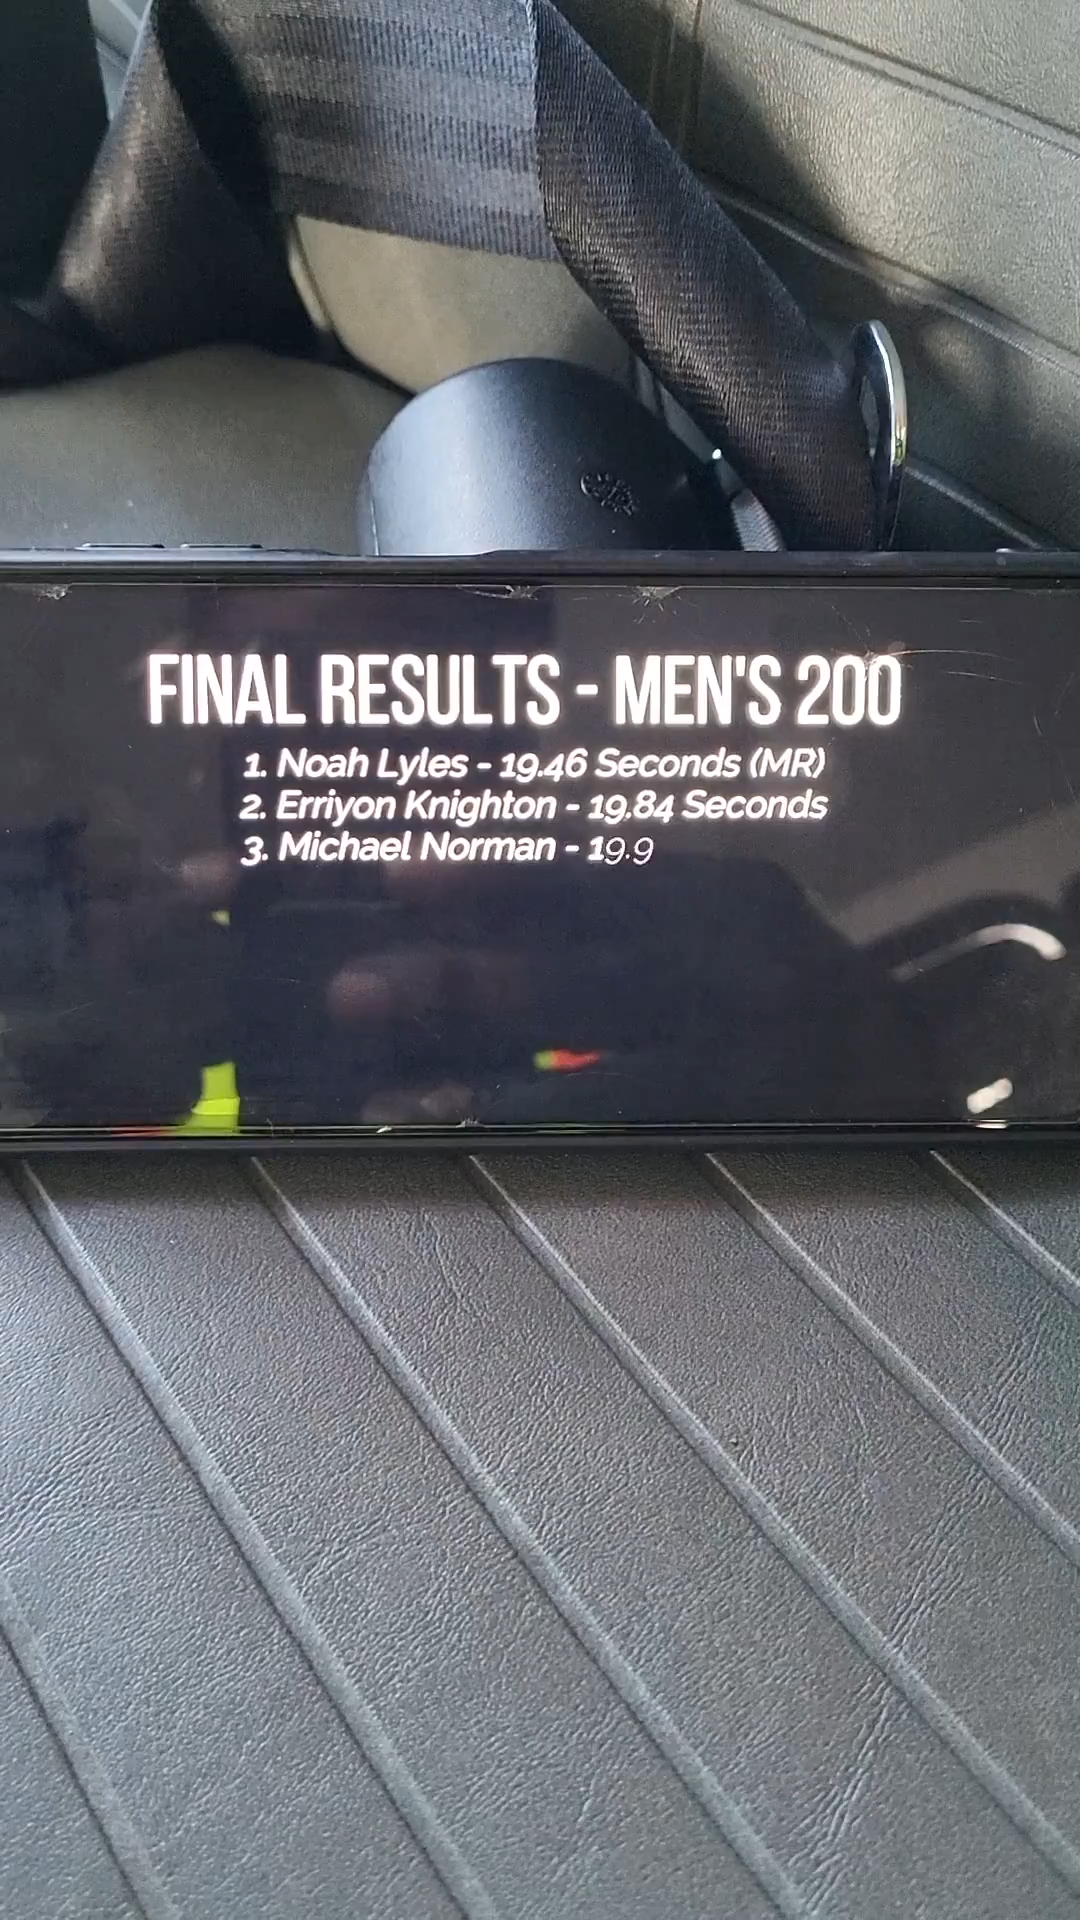 FINAL RESULTS - MEN'S 200
1. Noah Lyles - 19.46 Seconds (MR)
2. Erriyon Knighton - 19.84 Seconds
3. Michael Norman - 19.9